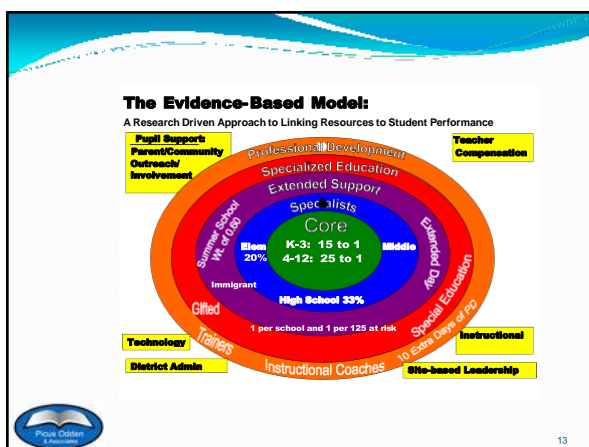 The Evidence-Based Model:
A Research Driven Approach to Linking Resources to Student Performance
Pupil Support:
Parent/Community
Outreach/
Involvement
Teacher
Compensation
Professional Development
Specialized Education
Extended Support
Specialists
Core
K-3: 15 to 1
4-12: 25 to 1
Summer School
Wt. of 0.60
Elem
20%
Middle
Extended Day
Immigrant
High School 33%
Gifted
Special Education
1 per school and 1 per 125 at risk
Trainers
Instructional Coaches
10 Extra Days of PD
Technology
District Admin
Instructional
Site-based Leadership
Picus Odden
& Associates
13